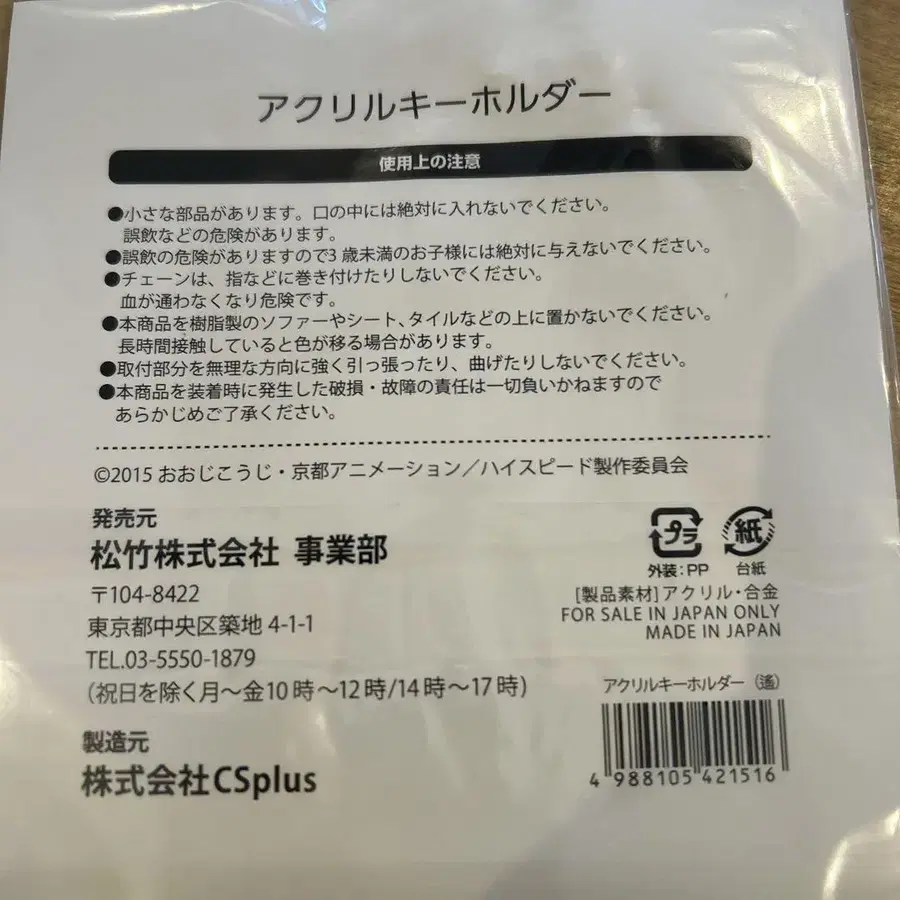 アクリルキーホルダー
使用上の注意
●小さな部品があります。口の中には絶対に入れないでください。
誤飲などの危険があります。
●誤飲の危険がありますので3歳未満のお子様には絶対に与えないでください。
●チェーンは、指などに巻き付けたりしないでください。
血が通わなくなり危険です。
●本商品を樹脂製のソファーやシート、タイルなどの上に置かないでください。
長時間接触していると色が移る場合があります。
●取付部分を無理な方向に強く引っ張ったり、曲げたりしないでください。
●本商品を装着時に発生した破損・故障の責任は一切負いかねますので
あらかじめご了承ください。
©2015 おおじこうじ・京都アニメーション／ハイスピード製作委員会
発売元
松竹株式会社 事業部
〒104-8422
東京都中央区築地 4-1-1
TEL.03-5550-1879
(祝日を除く月～金10時～12時/14時～17時)
製造元
株式会社CSplus
プラ
外装：PP
紙
台紙
[製品素材]アクリル・合金
FOR SALE IN JAPAN ONLY
MADE IN JAPAN
アクリルキーホルダー（遙）
4 988105 421516